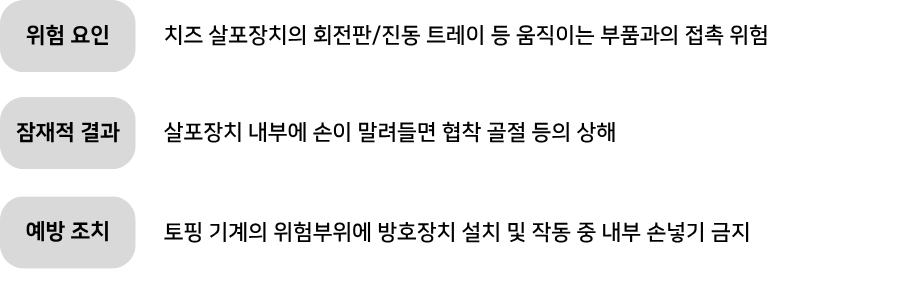 위험 요인 치즈 살포장치의 회전판/진동 트레이 등 움직이는 부품과의 접촉 위험
잠재적 결과 살포장치 내부에 손이 말려들면 협착 골절 등의 상해
예방 조치 토핑 기계의 위험부위에 방호장치 설치 및 작동 중 내부 손넣기 금지